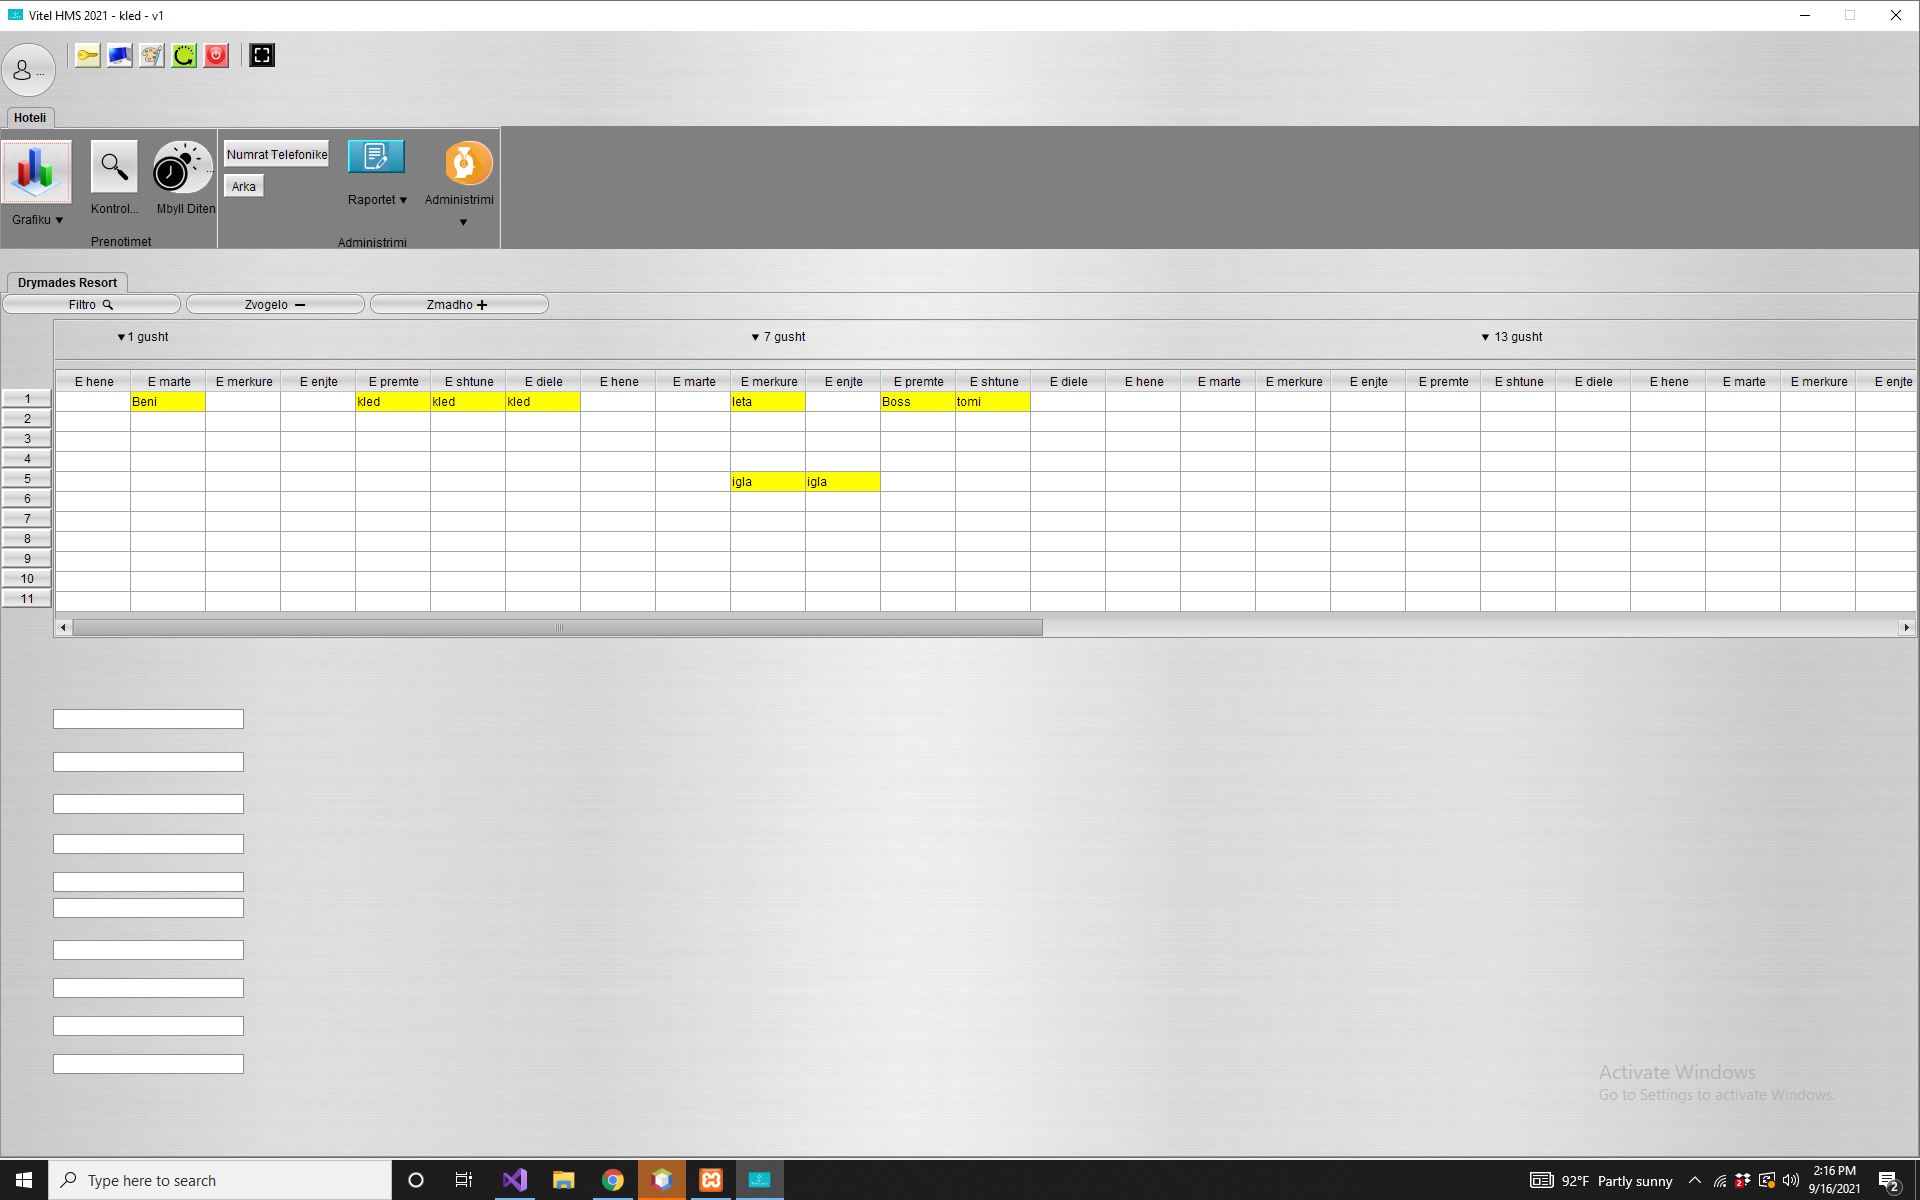 Vitel HMS 2021 - kled - v1
...
Hoteli
Grafiku ▼
Kontrol...
Mbyll Diten
...
Prenotimet
Numrat Telefonike
Arka
Raportet ▼
Administrimi
▼
Administrimi
Drymades Resort
Filtro
Zvogelo
Zmadho
▼1 gusht ▼ 7 gusht ▼ 13 gusht
E hene E marte E merkure E enjte E premte E shtune E diele E hene E marte E merkure E enjte E premte E shtune E diele E hene E marte E merkure E enjte E premte E shtune E diele E hene E marte E merkure E enjte
1 Beni kled kled kled leta Boss tomi
2
3
4
5 igla igla
6
7
8
9
10
11
Activate Windows
Go to Settings to activate Windows.
Type here to search
92°F Partly sunny
2
2:16 PM
9/16/2021
2